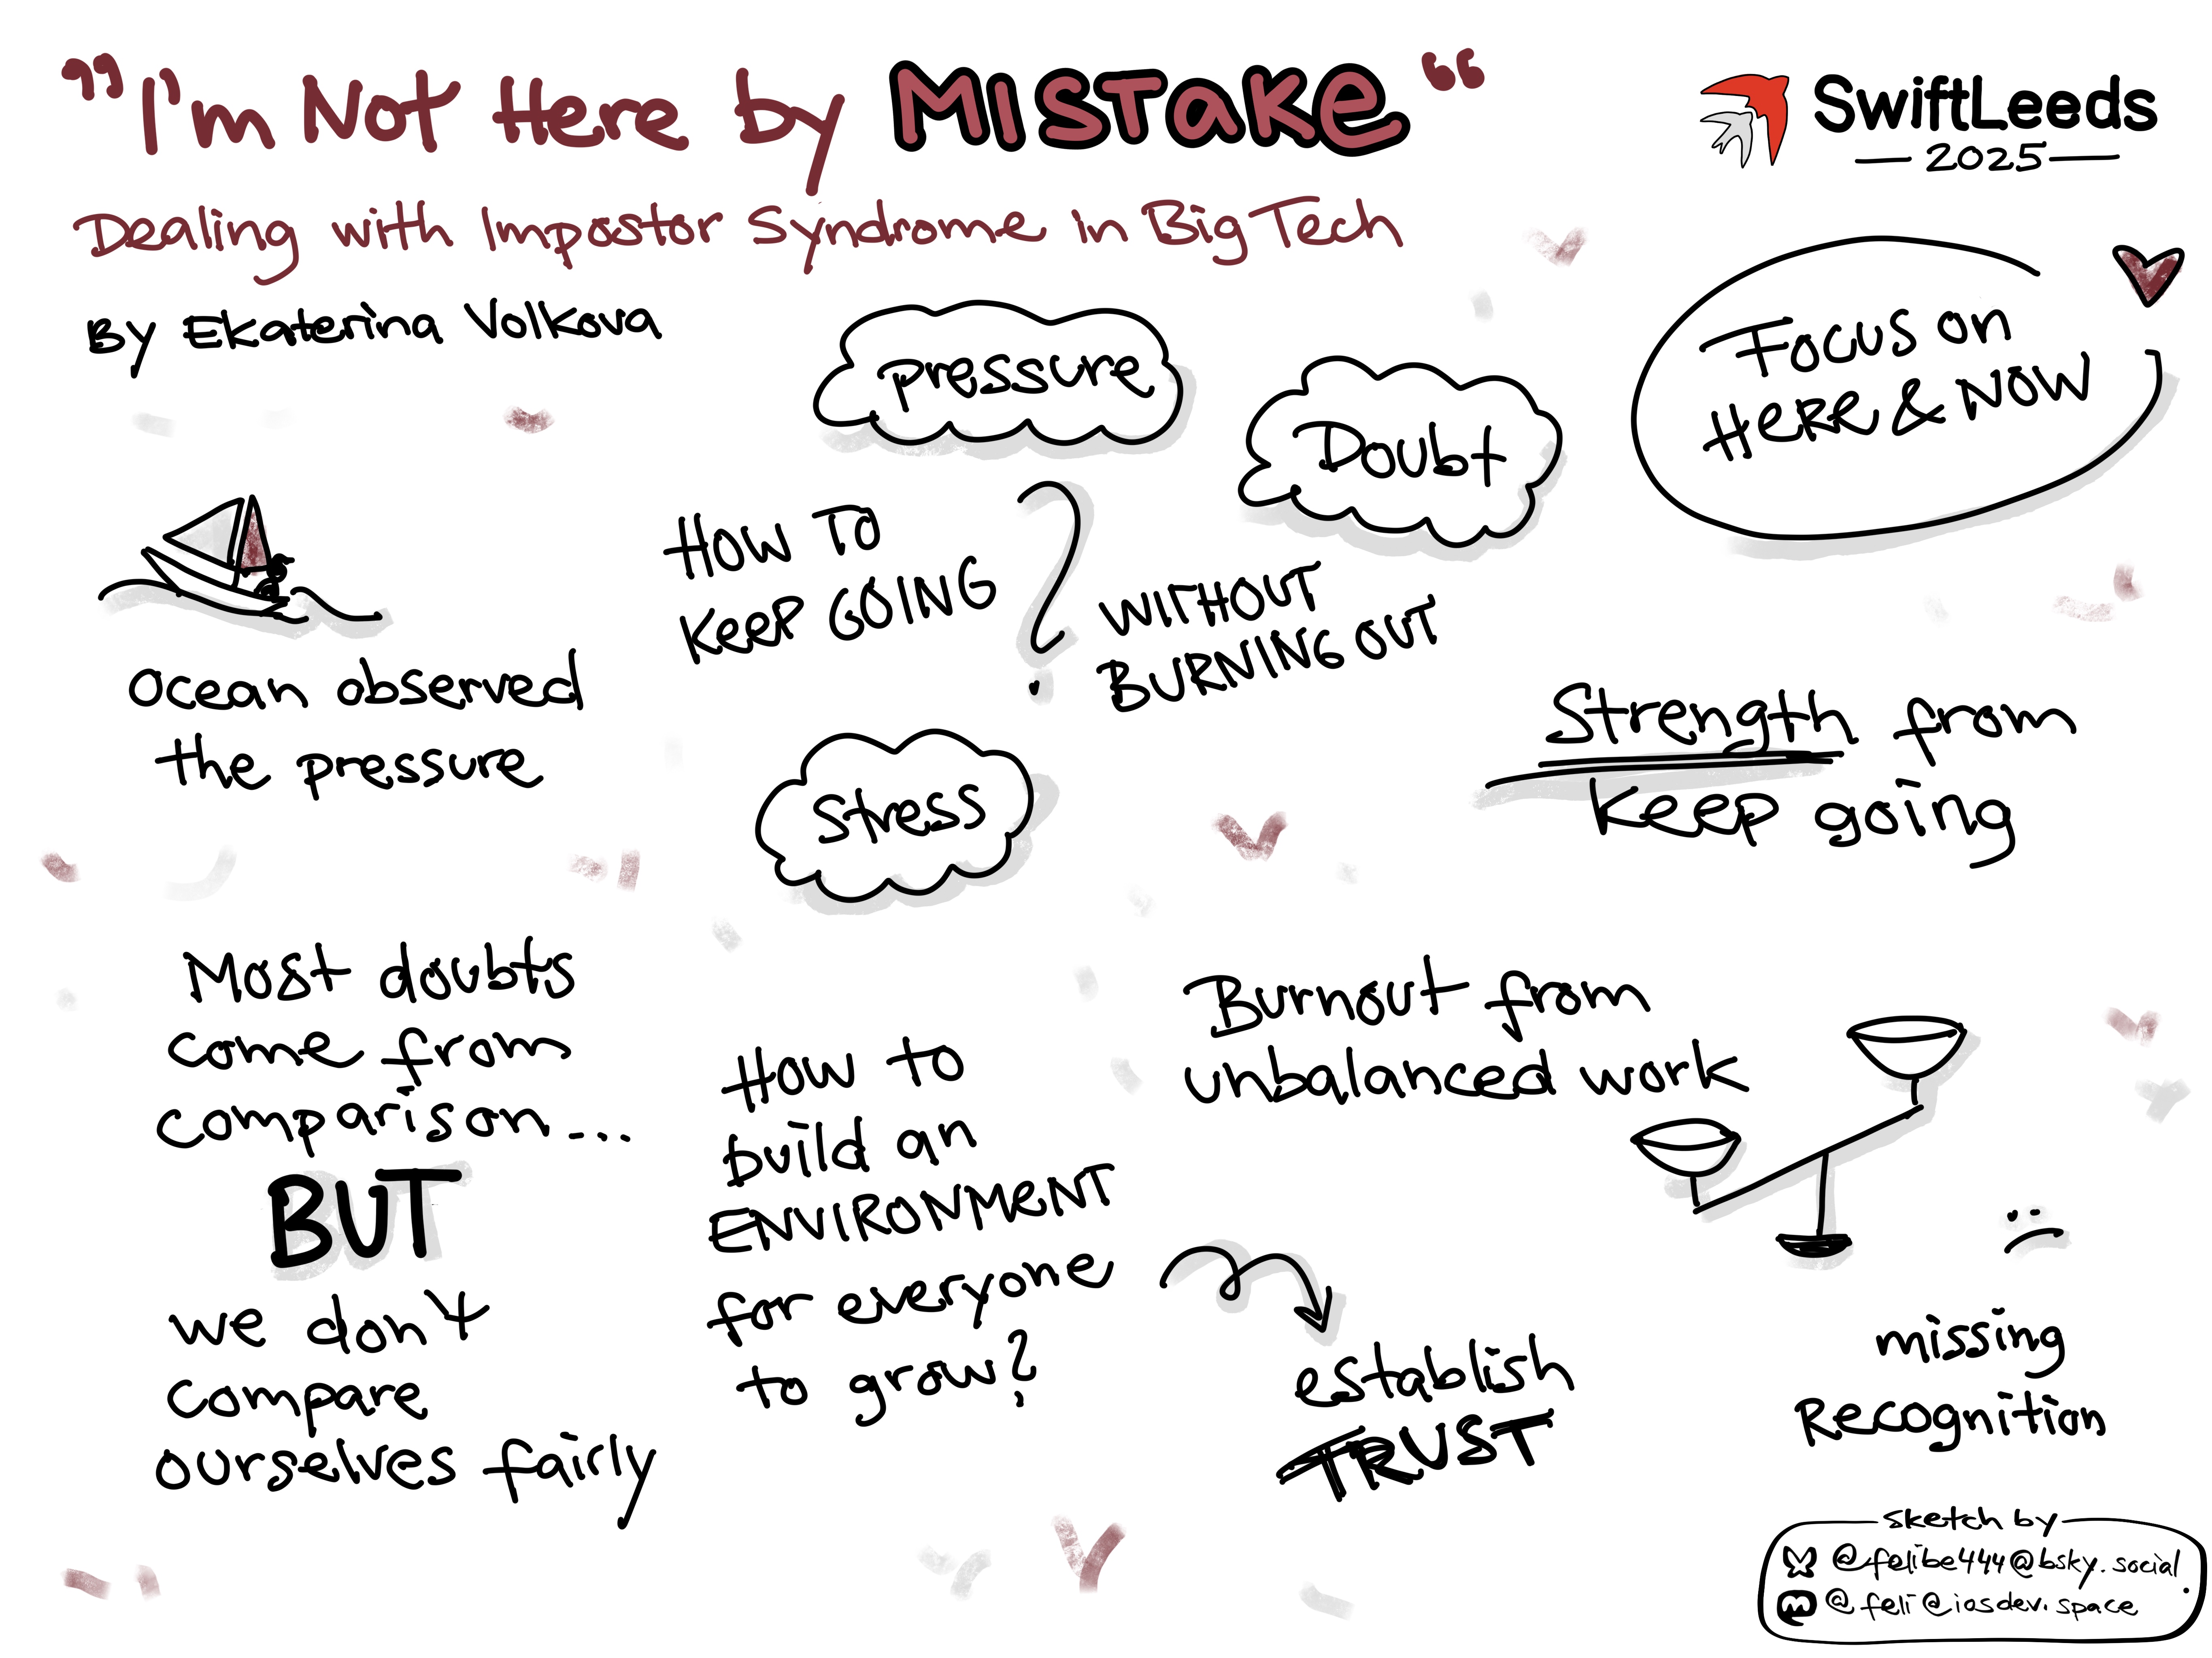 "I'm Not Here by MISTAKE"
SwiftLeeds
2025
Dealing with Impostor Syndrome in Big Tech
By Ekaterina Volkova
pressure
Doubt
Focus on
HERE & NOW
HOW TO
KEEP GOING
?
WITHOUT
BURNING OUT
Ocean observed
the pressure
Stress
Strength from
keep going
Most doubts
come from
comparison...
BUT
we don't
compare
ourselves fairly
How to
build an
ENVIRONMENT
for everyone
to grow?
establish
TRUST
Burnout from
unbalanced work
missing
Recognition
sketch by
@felibe444@bsky.social
@feli@iosdev.space